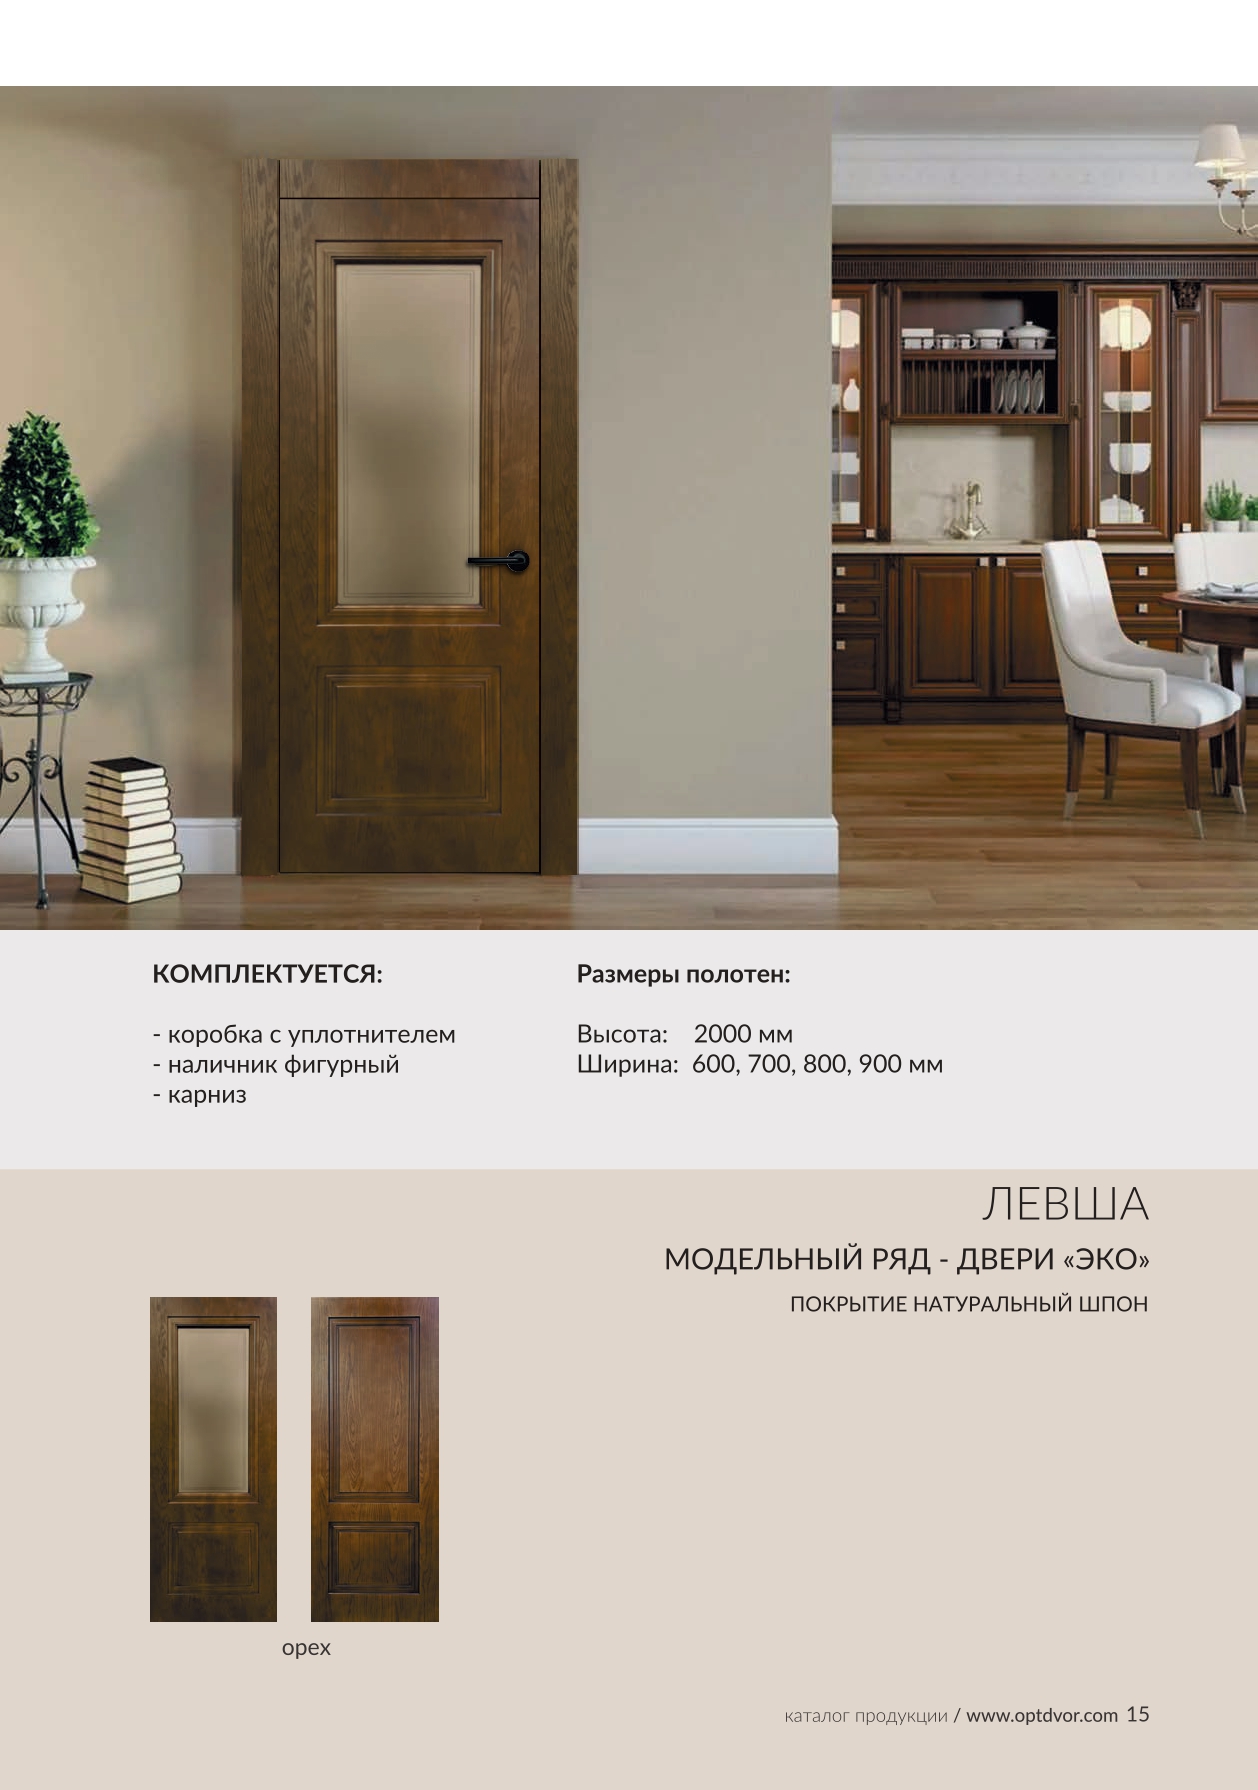 КОМПЛЕКТУЕТСЯ:
- коробка с уплотнителем
- наличник фигурный
- карниз
Размеры полотен:
Высота: 2000 мм
Ширина: 600, 700, 800, 900 мм
ЛЕВША
МОДЕЛЬНЫЙ РЯД - ДВЕРИ «ЭКО»
ПОКРЫТИЕ НАТУРАЛЬНЫЙ ШПОН
орех
каталог продукции / www.optdvor.com 15